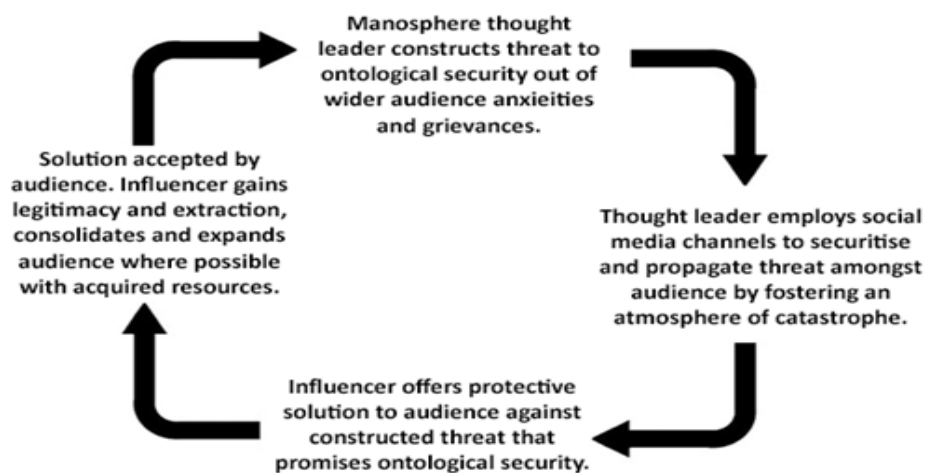 Manosphere thought
leader constructs threat to
ontological security out of
wider audience anxieities
and grievances.
Thought leader employs social
media channels to securitise
and propagate threat amongst
audience by fostering an
atmosphere of catastrophe.
Influencer offers protective
solution to audience against
constructed threat that
promises ontological security.
Solution accepted by
audience. Influencer gains
legitimacy and extraction,
consolidates and expands
audience where possible
with acquired resources.